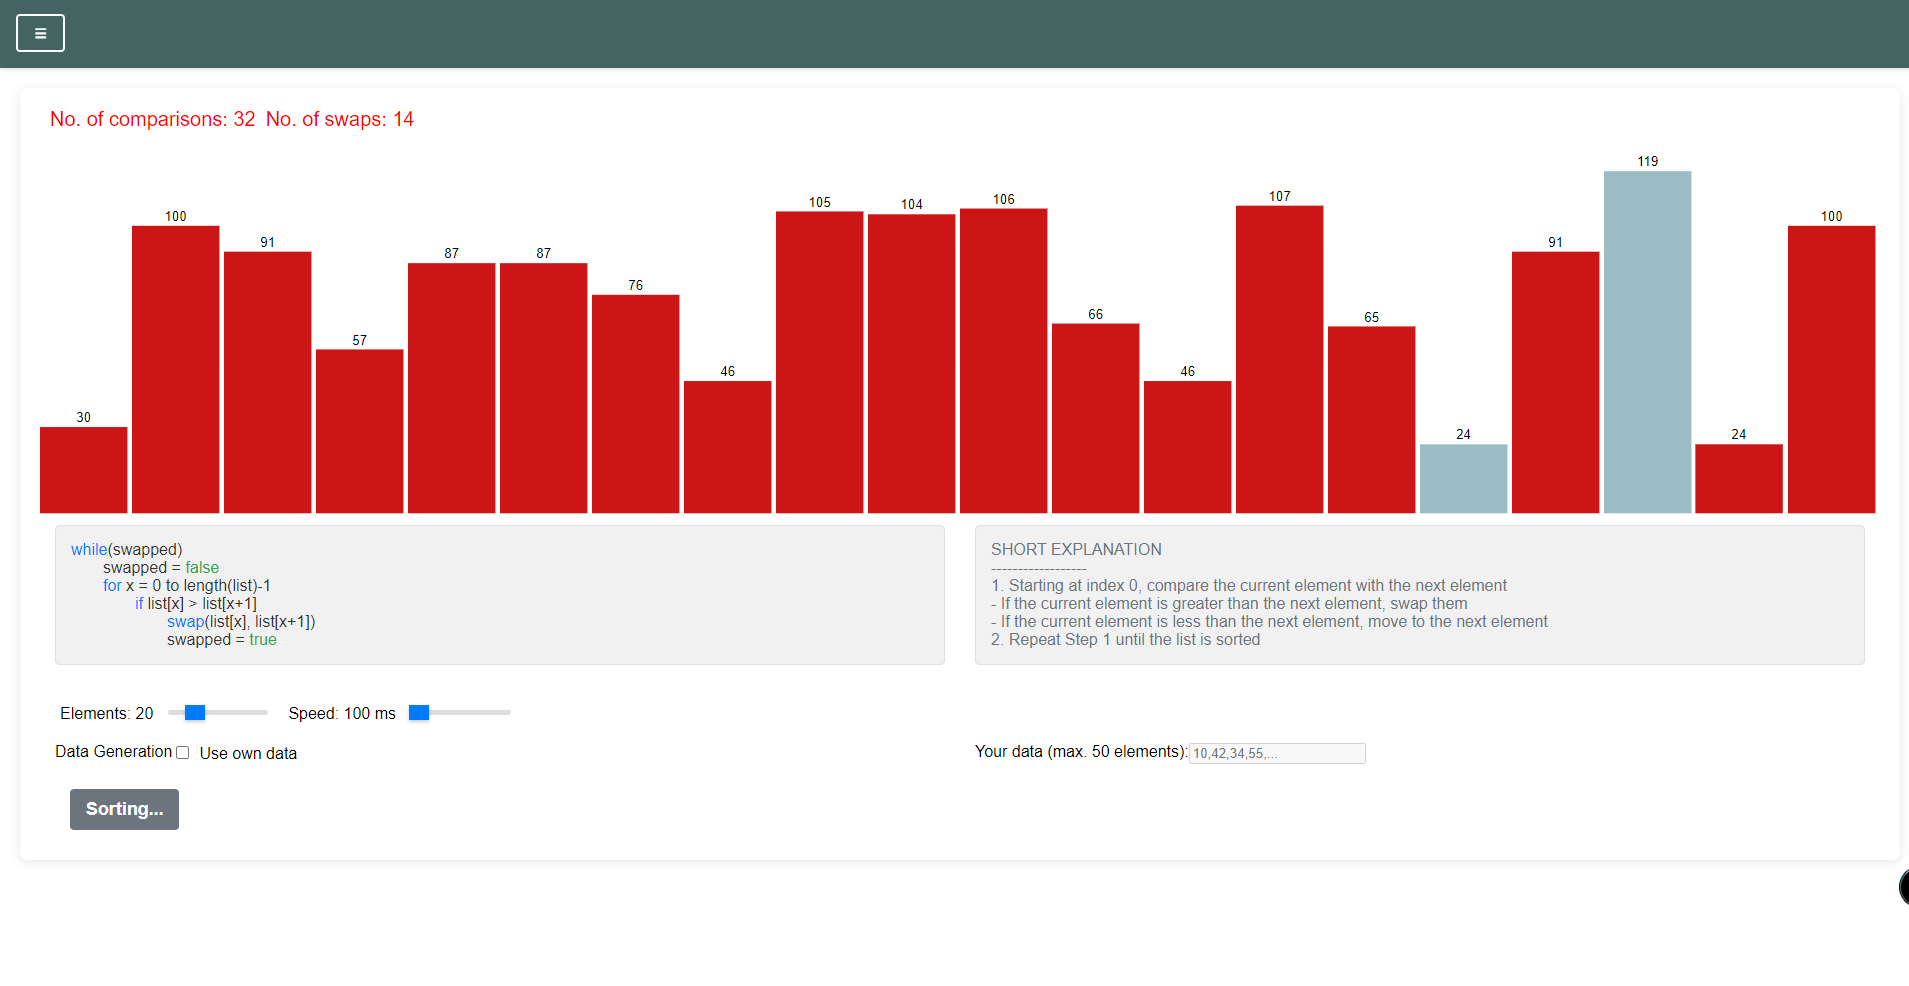 ☰
No. of comparisons: 32 No. of swaps: 14
30 100 91 57 87 87 76 46 105 104 106 66 46 107 65 24 91 119 24 100
while(swapped)
swapped = false
for x = 0 to length(list)-1
if list[x] > list[x+1]
swap(list[x], list[x+1])
swapped = true
SHORT EXPLANATION
------------------
1. Starting at index 0, compare the current element with the next element
- If the current element is greater than the next element, swap them
- If the current element is less than the next element, move to the next element
2. Repeat Step 1 until the list is sorted
Elements: 20 Speed: 100 ms
Data Generation Use own data
Your data (max. 50 elements): 10,42,34,55,...
Sorting...